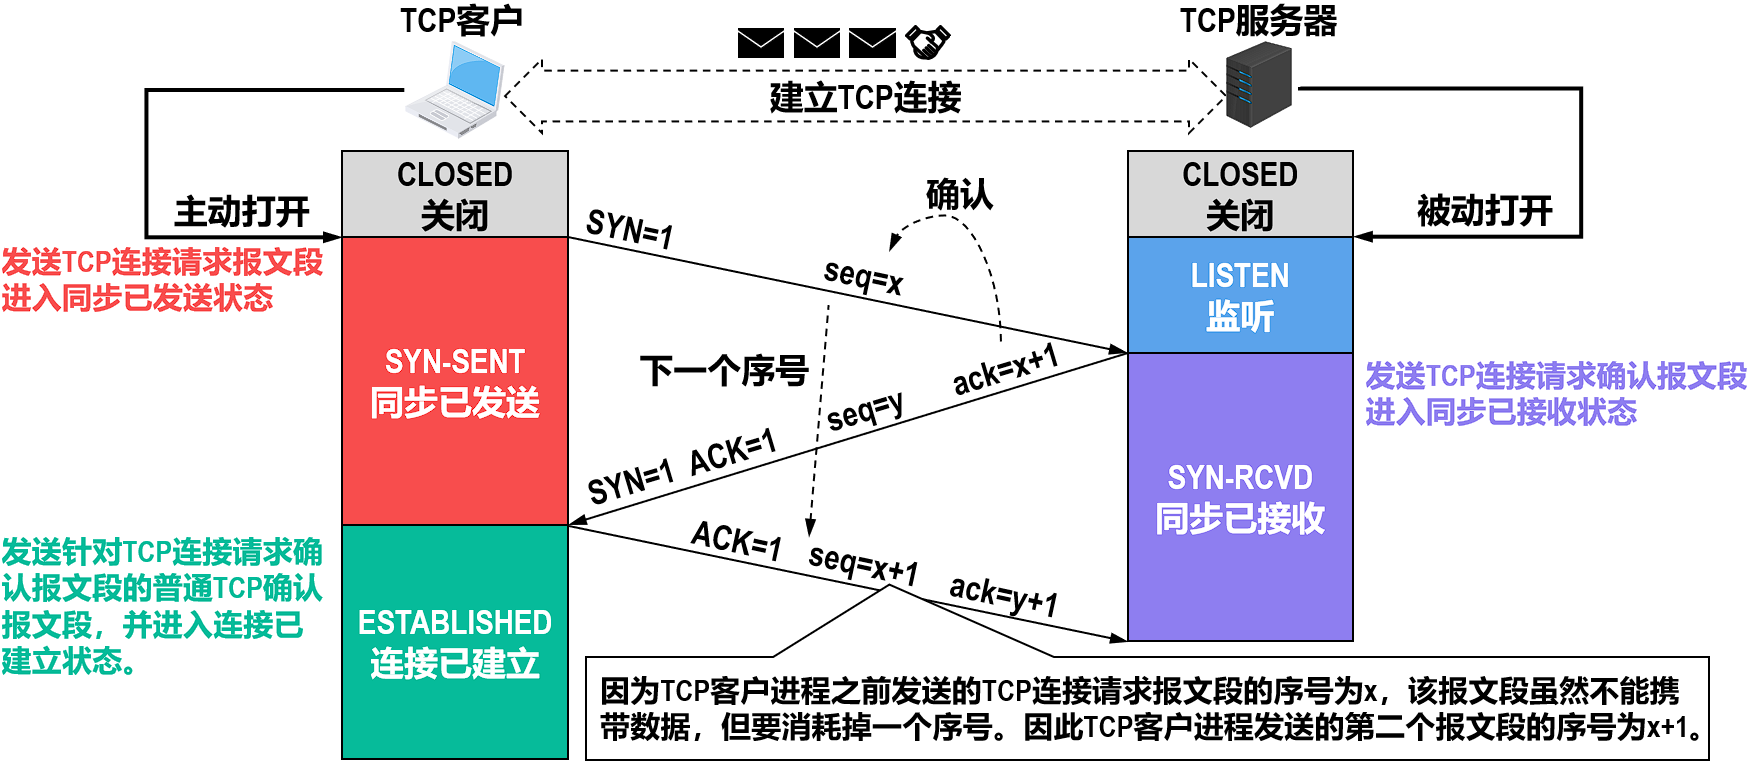 TCP客户
TCP服务器
建立TCP连接
CLOSED
关闭
CLOSED
关闭
主动打开
被动打开
确认
SYN=1
seq=x
发送TCP连接请求报文段
进入同步已发送状态
LISTEN
监听
SYN-SENT
同步已发送
下一个序号
ack=x+1
seq=y
ACK=1
SYN=1
发送TCP连接请求确认报文段
进入同步已接收状态
SYN-RCVD
同步已接收
发送针对TCP连接请求确
认报文段的普通TCP确认
报文段，并进入连接已
建立状态。
ACK=1
seq=x+1
ack=y+1
ESTABLISHED
连接已建立
因为TCP客户进程之前发送的TCP连接请求报文段的序号为x，该报文段虽然不能携
带数据，但要消耗掉一个序号。因此TCP客户进程发送的第二个报文段的序号为x+1。